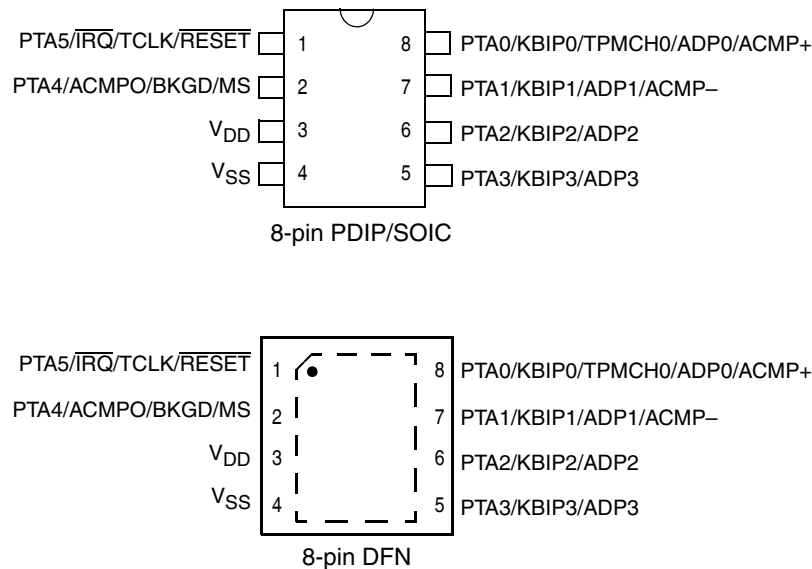 PTA5/IRQ/TCLK/RESET 1 8 PTA0/KBIP0/TPMCH0/ADP0/ACMP+
PTA4/ACMPO/BKGD/MS 2 7 PTA1/KBIP1/ADP1/ACMP–
VDD 3 6 PTA2/KBIP2/ADP2
VSS 4 5 PTA3/KBIP3/ADP3
8-pin PDIP/SOIC
PTA5/IRQ/TCLK/RESET 1 8 PTA0/KBIP0/TPMCH0/ADP0/ACMP+
PTA4/ACMPO/BKGD/MS 2 7 PTA1/KBIP1/ADP1/ACMP–
VDD 3 6 PTA2/KBIP2/ADP2
VSS 4 5 PTA3/KBIP3/ADP3
8-pin DFN